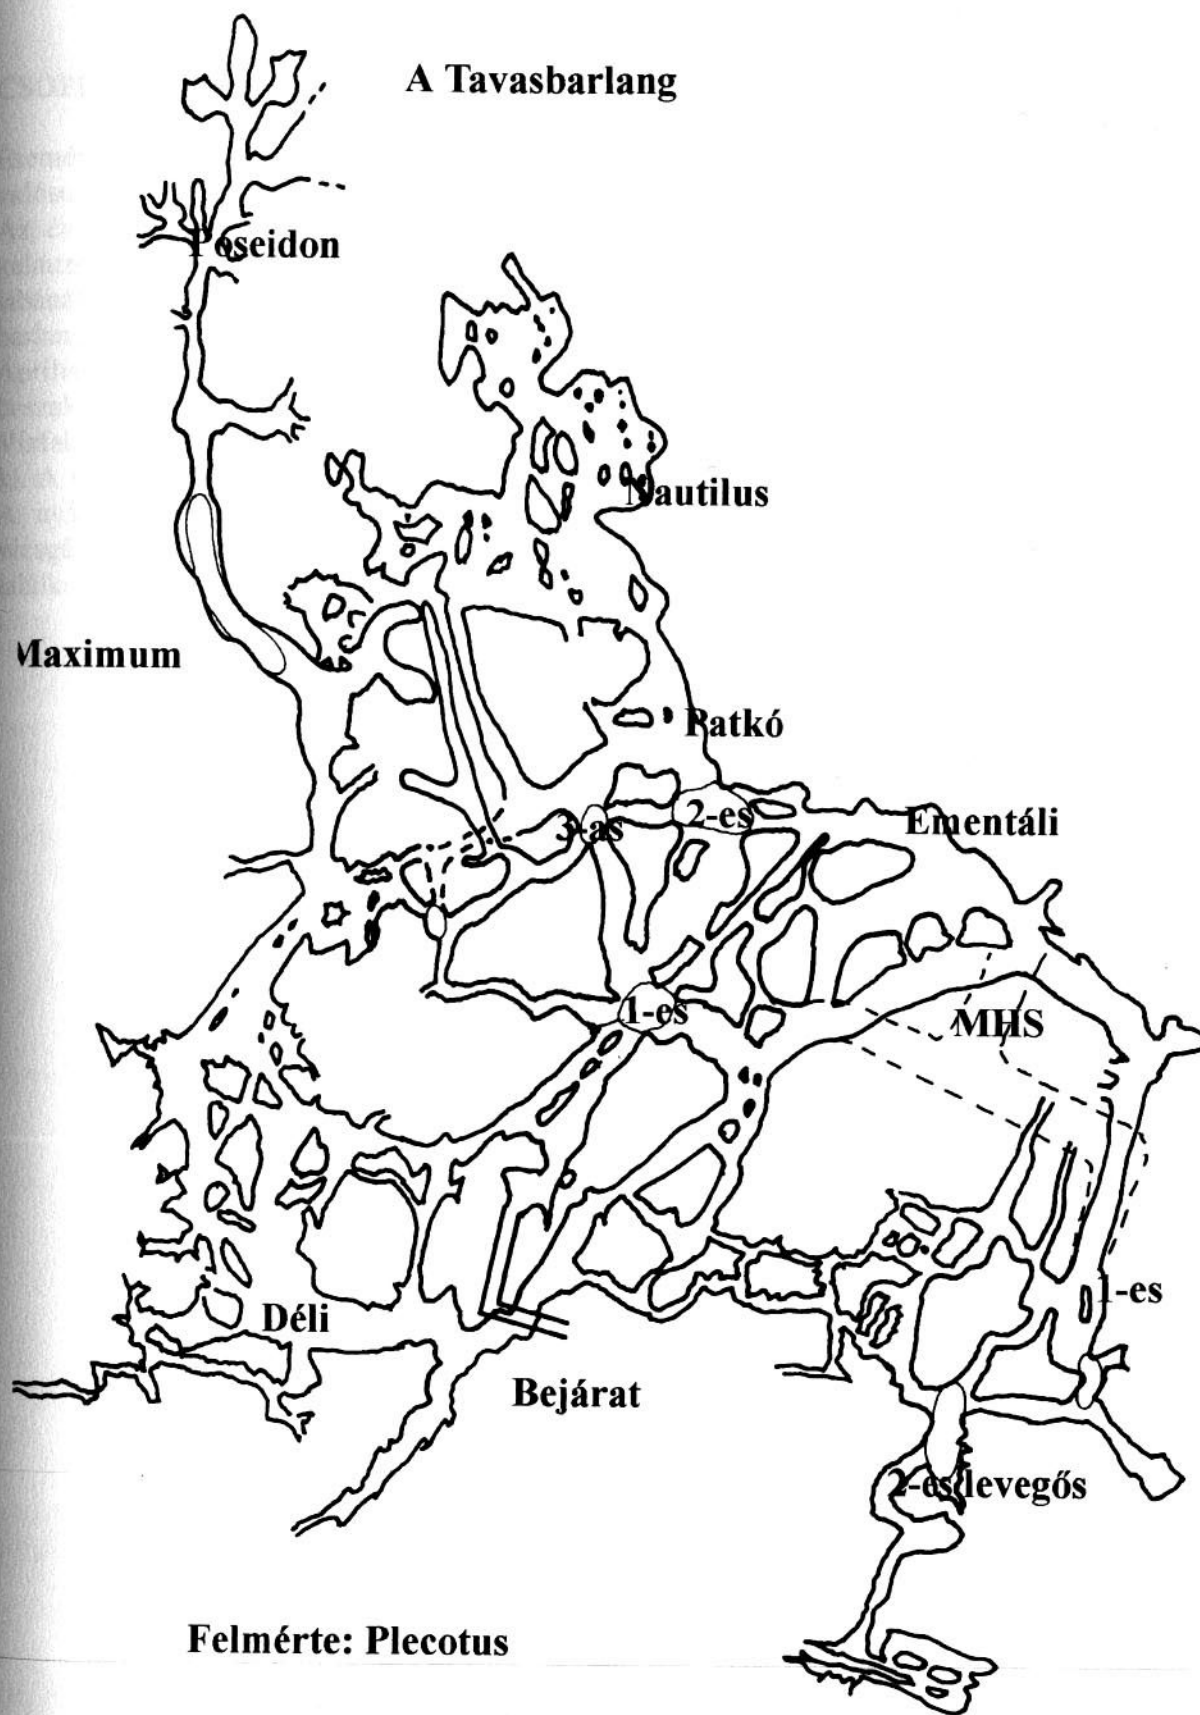 A Tavasbarlang
Poseidon
Nautilus
Maximum
Patkó
3-as
2-es
Ementáli
1-es
MHS
1-es
Déli
Bejárat
2-es levegős
Felmérte: Plecotus